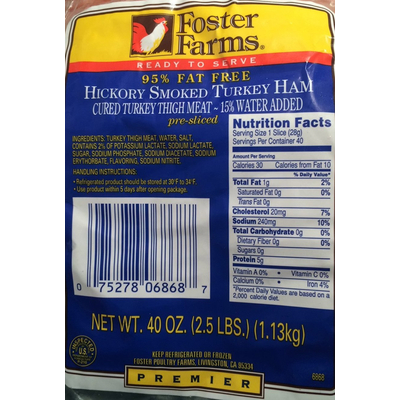 Foster
Farms®
READY TO SERVE
95% FAT FREE
HICKORY SMOKED TURKEY HAM
CURED TURKEY THIGH MEAT ~ 15% WATER ADDED
pre-sliced
INGREDIENTS: TURKEY THIGH MEAT, WATER, SALT,
CONTAINS 2% OF POTASSIUM LACTATE, SODIUM LACTATE,
SUGAR, SODIUM PHOSPHATE, SODIUM DIACETATE, SODIUM
ERYTHORBATE, FLAVORING, SODIUM NITRITE.
HANDLING INSTRUCTIONS:
• Refrigerated product should be stored at 30°F to 34°F.
• Use product within 5 days after opening package.
0 75278 06868 7
Nutrition Facts
Serving Size 1 Slice (28g)
Servings Per Container 40
Amount Per Serving
Calories 30 Calories from Fat 10
% Daily Value*
Total Fat 1g 2%
Saturated Fat 0g 0%
Trans Fat 0g
Cholesterol 20mg 7%
Sodium 240mg 10%
Total Carbohydrate 0g 0%
Dietary Fiber 0g 0%
Sugars 0g
Protein 5g
Vitamin A 0% • Vitamin C 0%
Calcium 0% • Iron 4%
*Percent Daily Values are based on a
2,000 calorie diet.
NET WT. 40 OZ. (2.5 LBS.) (1.13kg)
KEEP REFRIGERATED OR FROZEN
FOSTER POULTRY FARMS, LIVINGSTON, CA 95334
6868
INSPECTED
U.S.
PREMIER